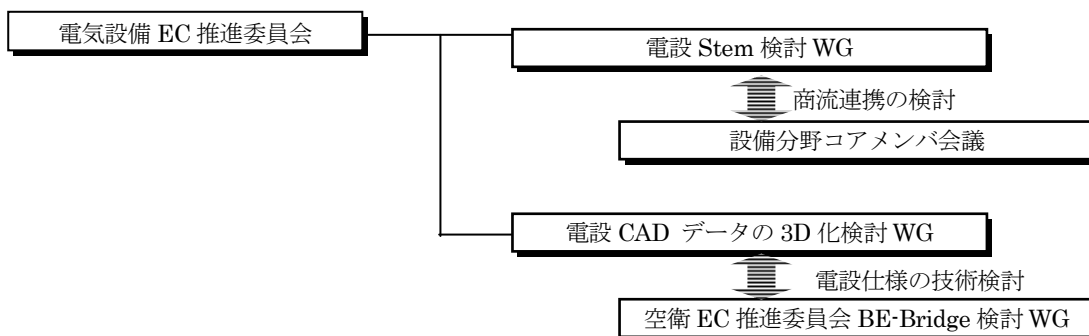 電気設備 EC 推進委員会
電設 Stem 検討 WG
商流連携の検討
設備分野コアメンバ会議
電設 CAD データの 3D 化検討 WG
電設仕様の技術検討
空衛 EC 推進委員会 BE-Bridge 検討 WG